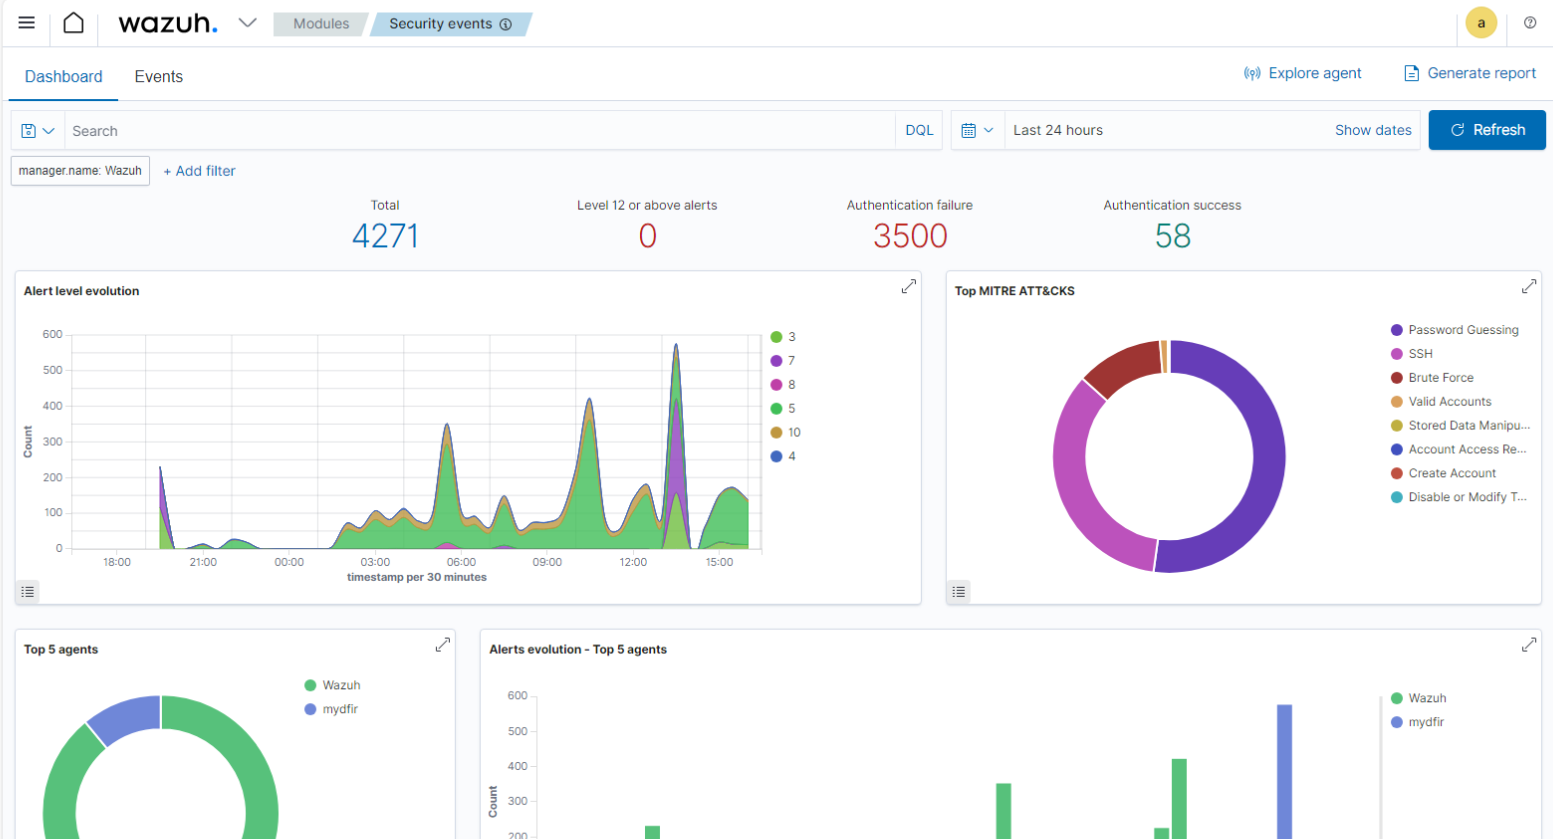 wazuh.
Modules
Security events
a
Dashboard
Events
Explore agent
Generate report
Search
DQL
Last 24 hours
Show dates
Refresh
manager.name: Wazuh
+ Add filter
Total
4271
Level 12 or above alerts
0
Authentication failure
3500
Authentication success
58
Alert level evolution
600
500
400
300
200
100
0
Count
18:00
21:00
00:00
03:00
06:00
09:00
12:00
15:00
timestamp per 30 minutes
3
7
8
5
10
4
Top MITRE ATT&CKS
Password Guessing
SSH
Brute Force
Valid Accounts
Stored Data Manipu...
Account Access Re...
Create Account
Disable or Modify T...
Top 5 agents
Wazuh
mydfir
Alerts evolution - Top 5 agents
600
500
400
300
200
Count
Wazuh
mydfir